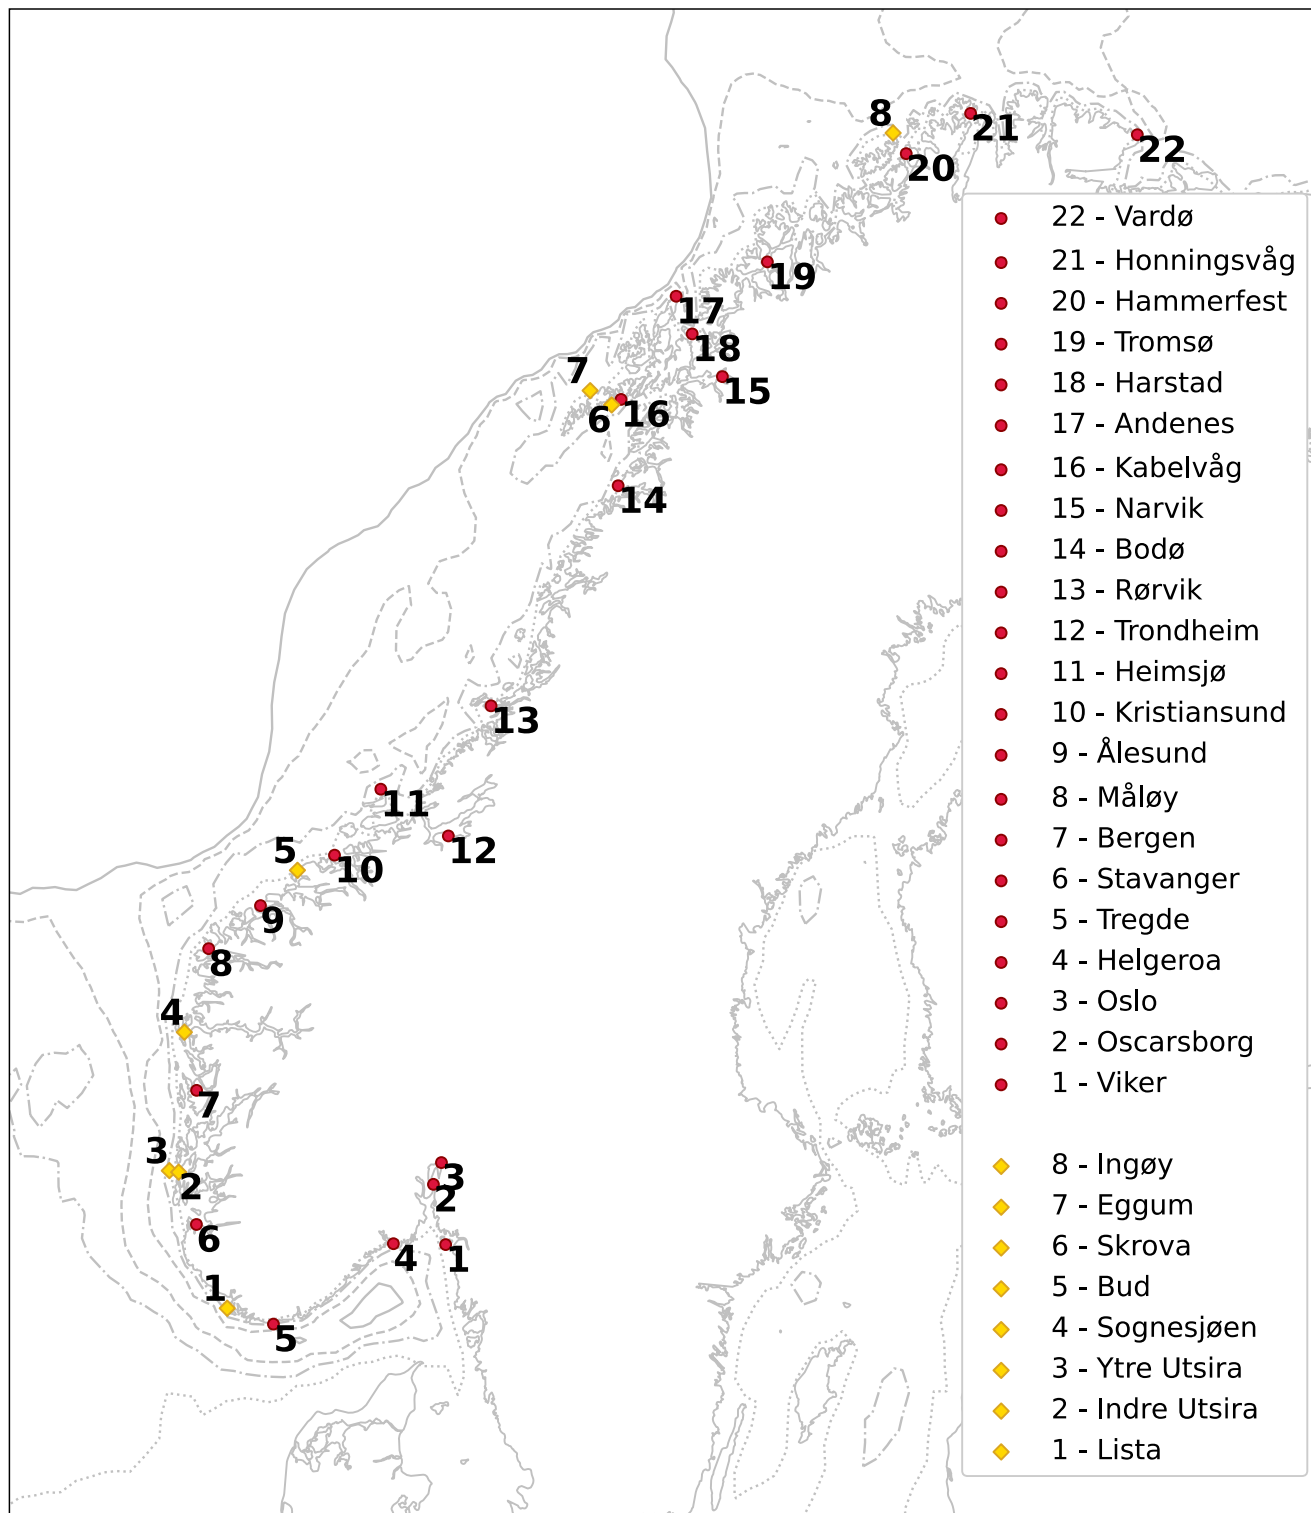 8
21
22
20
19
17
18
7
15
6
16
14
13
11
12
5
10
9
8
4
7
3
2
3
2
6
4
1
1
5
22 - Vardø
21 - Honningsvåg
20 - Hammerfest
19 - Tromsø
18 - Harstad
17 - Andenes
16 - Kabelvåg
15 - Narvik
14 - Bodø
13 - Rørvik
12 - Trondheim
11 - Heimsjø
10 - Kristiansund
9 - Ålesund
8 - Måløy
7 - Bergen
6 - Stavanger
5 - Tregde
4 - Helgeroa
3 - Oslo
2 - Oscarsborg
1 - Viker
8 - Ingøy
7 - Eggum
6 - Skrova
5 - Bud
4 - Sognesjøen
3 - Ytre Utsira
2 - Indre Utsira
1 - Lista